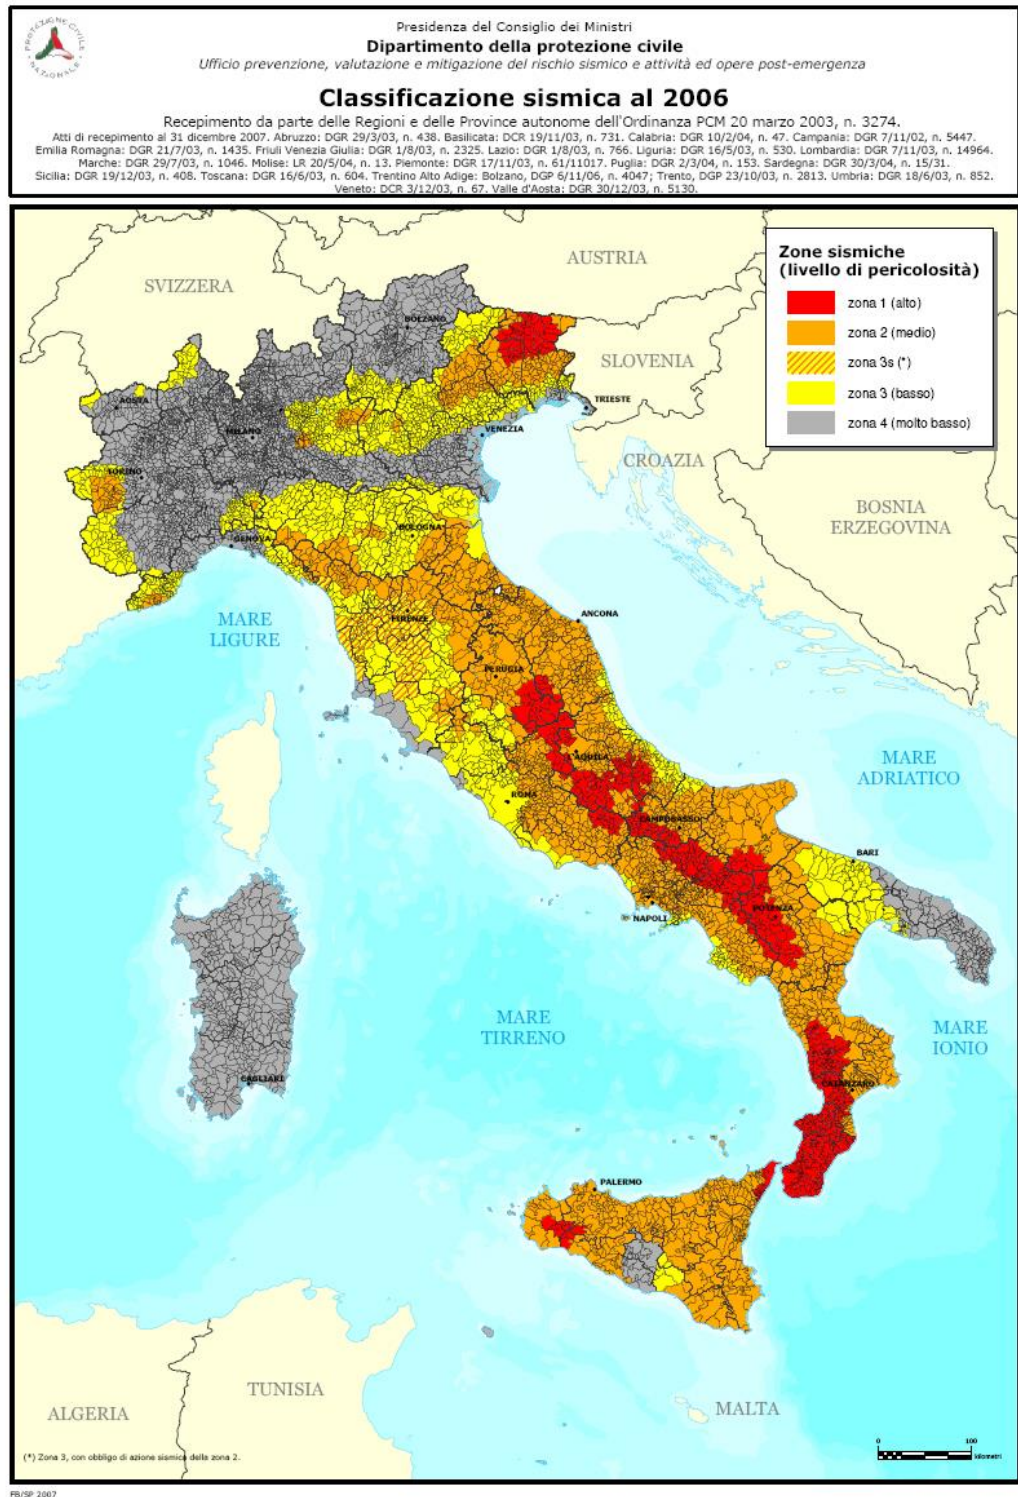 PROTEZIONE CIVILE
NAZIONALE
Presidenza del Consiglio dei Ministri
Dipartimento della protezione civile
Ufficio prevenzione, valutazione e mitigazione del rischio sismico e attività ed opere post-emergenza
Classificazione sismica al 2006
Recepimento da parte delle Regioni e delle Province autonome dell'Ordinanza PCM 20 marzo 2003, n. 3274.
Atti di recepimento al 31 dicembre 2007. Abruzzo: DGR 29/3/03, n. 438. Basilicata: DCR 19/11/03, n. 731. Calabria: DGR 10/2/04, n. 47. Campania: DGR 7/11/02, n. 5447.
Emilia Romagna: DGR 21/7/03, n. 1435. Friuli Venezia Giulia: DGR 1/8/03, n. 2325. Lazio: DGR 1/8/03, n. 766. Liguria: DGR 16/5/03, n. 530. Lombardia: DGR 7/11/03, n. 14964.
Marche: DGR 29/7/03, n. 1046. Molise: LR 20/5/04, n. 13. Piemonte: DGR 17/11/03, n. 61/11017. Puglia: DGR 2/3/04, n. 153. Sardegna: DGR 30/3/04, n. 15/31.
Sicilia: DGR 19/12/03, n. 408. Toscana: DGR 16/6/03, n. 604. Trentino Alto Adige: Bolzano, DGP 6/11/06, n. 4047; Trento, DGP 23/10/03, n. 2813. Umbria: DGR 18/6/03, n. 852.
Veneto: DCR 3/12/03, n. 67. Valle d'Aosta: DGR 30/12/03, n. 5130.
Zone sismiche
(livello di pericolosità)
zona 1 (alto)
zona 2 (medio)
zona 3s (*)
zona 3 (basso)
zona 4 (molto basso)
AUSTRIA
SVIZZERA
BOLZANO
SLOVENIA
AOSTA
TRIESTE
MILANO
VENEZIA
CROAZIA
TORINO
BOSNIA
ERZEGOVINA
BOLOGNA
GENOVA
MARE
LIGURE
FIRENZE
ANCONA
PERUGIA
L'AQUILA
MARE
ADRIATICO
ROMA
CAMPOBASSO
BARI
NAPOLI
POTENZA
MARE
TIRRENO
MARE
IONIO
CAGLIARI
CATANZARO
PALERMO
TUNISIA
ALGERIA
MALTA
0 100
kilometri
(*) Zona 3, con obbligo di azione sismica della zona 2.
FB/SP 2007